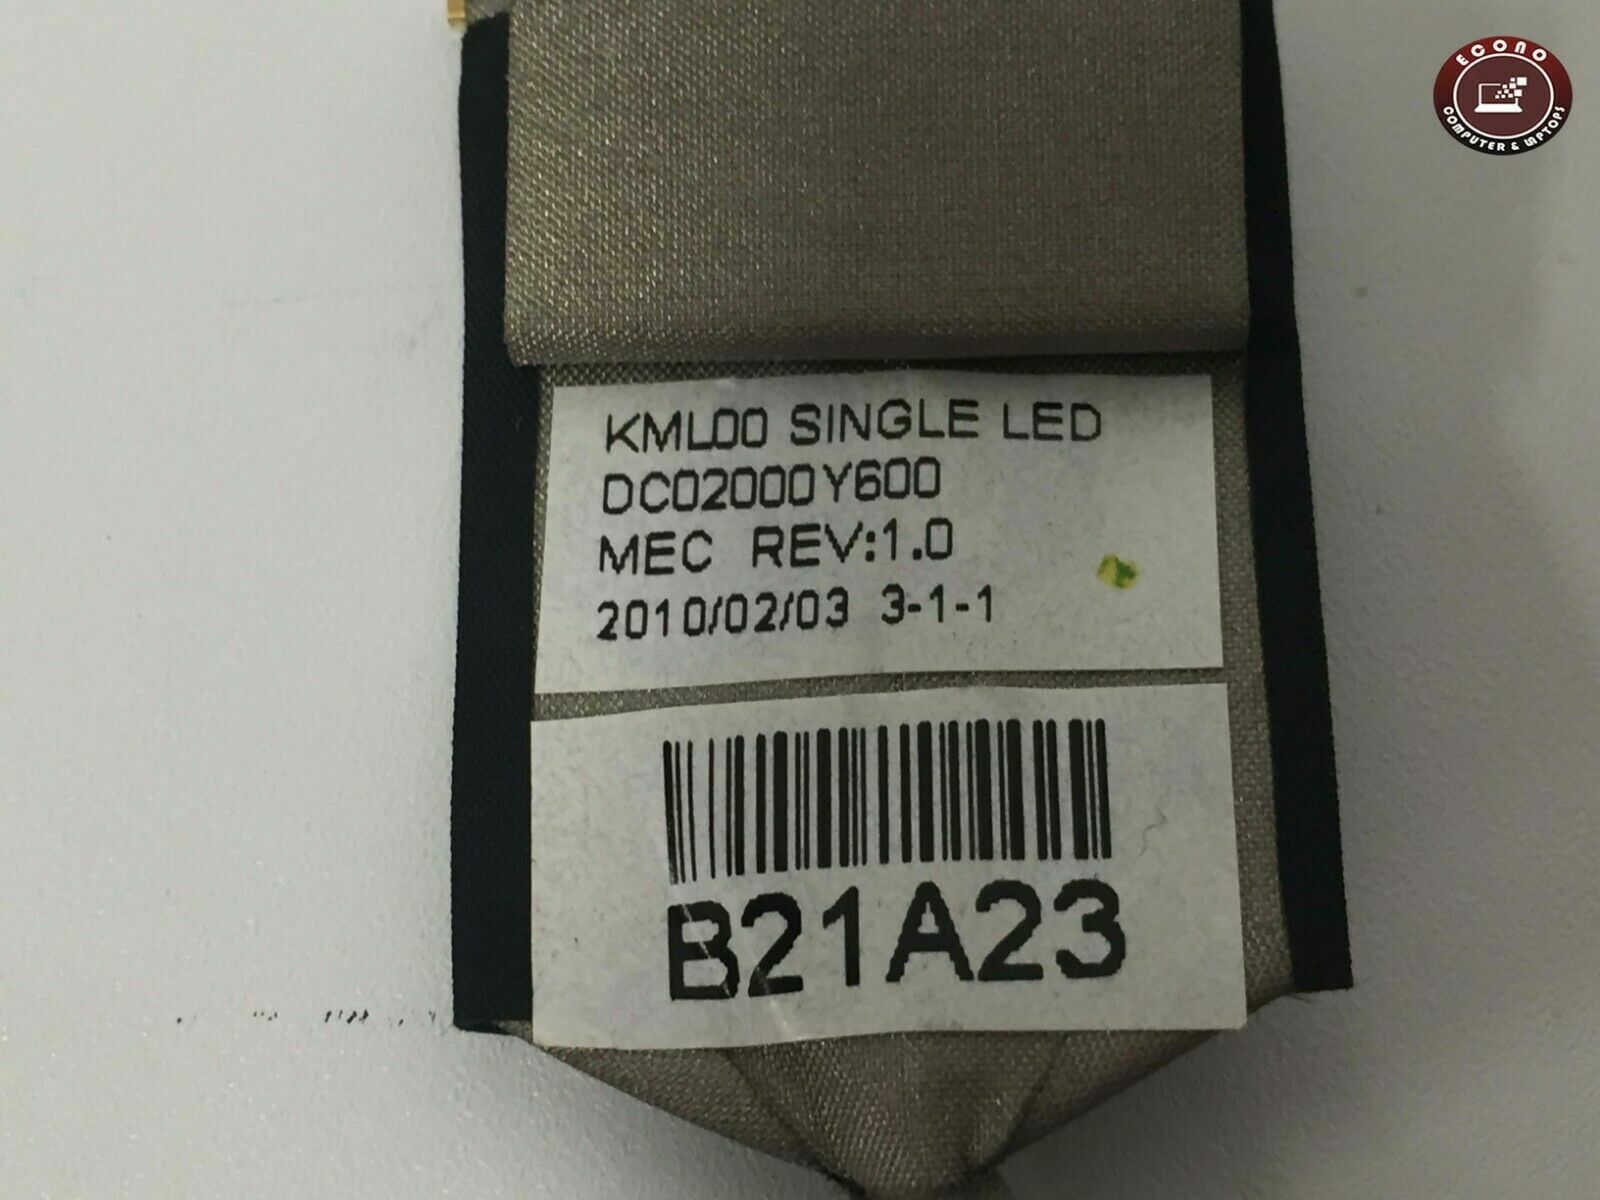 ECONO
COMPUTER & LAPTOPS
KML00 SINGLE LED
DC02000Y600
MEC REV:1.0
2010/02/03 3-1-1
B21A23